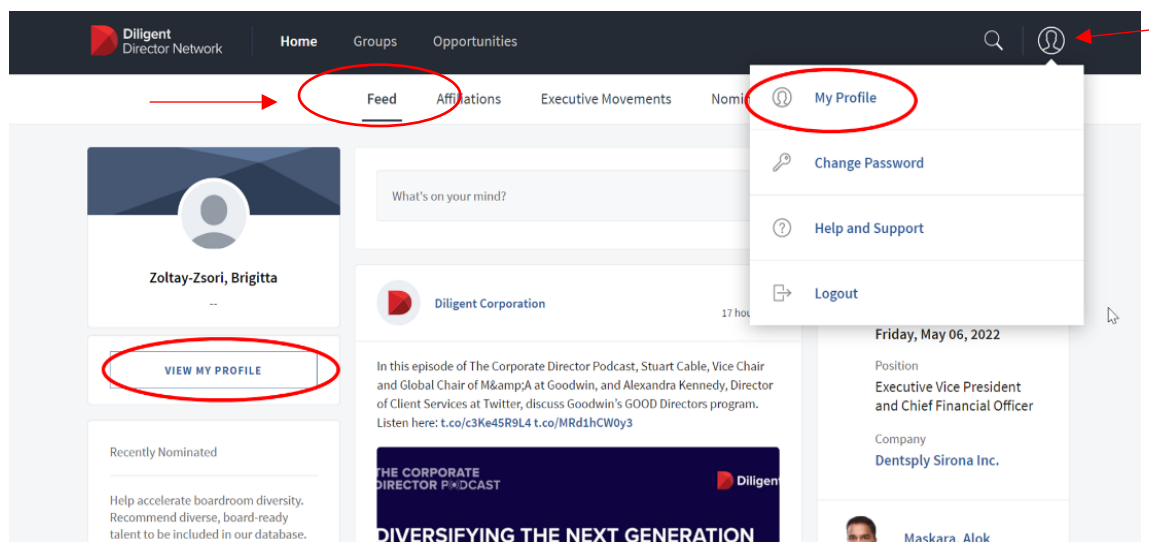 Diligent
Director Network
Home
Groups
Opportunities
Feed
Affiliations
Executive Movements
My Profile
Change Password
Help and Support
Logout
Zoltay-Zsori, Brigitta
--
VIEW MY PROFILE
Recently Nominated
Help accelerate boardroom diversity.
Recommend diverse, board-ready
talent to be included in our database.
What's on your mind?
Diligent Corporation
17
In this episode of The Corporate Director Podcast, Stuart Cable, Vice Chair
and Global Chair of M&amp;A at Goodwin, and Alexandra Kennedy, Director
of Client Services at Twitter, discuss Goodwin's GOOD Directors program.
Listen here: t.co/c3Ke45R9L4 t.co/MRd1hCW0y3
THE CORPORATE
DIRECTOR PODCAST
Diligent
DIVERSIFYING THE NEXT GENERATION
Friday, May 06, 2022
Position
Executive Vice President
and Chief Financial Officer
Company
Dentsply Sirona Inc.
Maskara, Alok